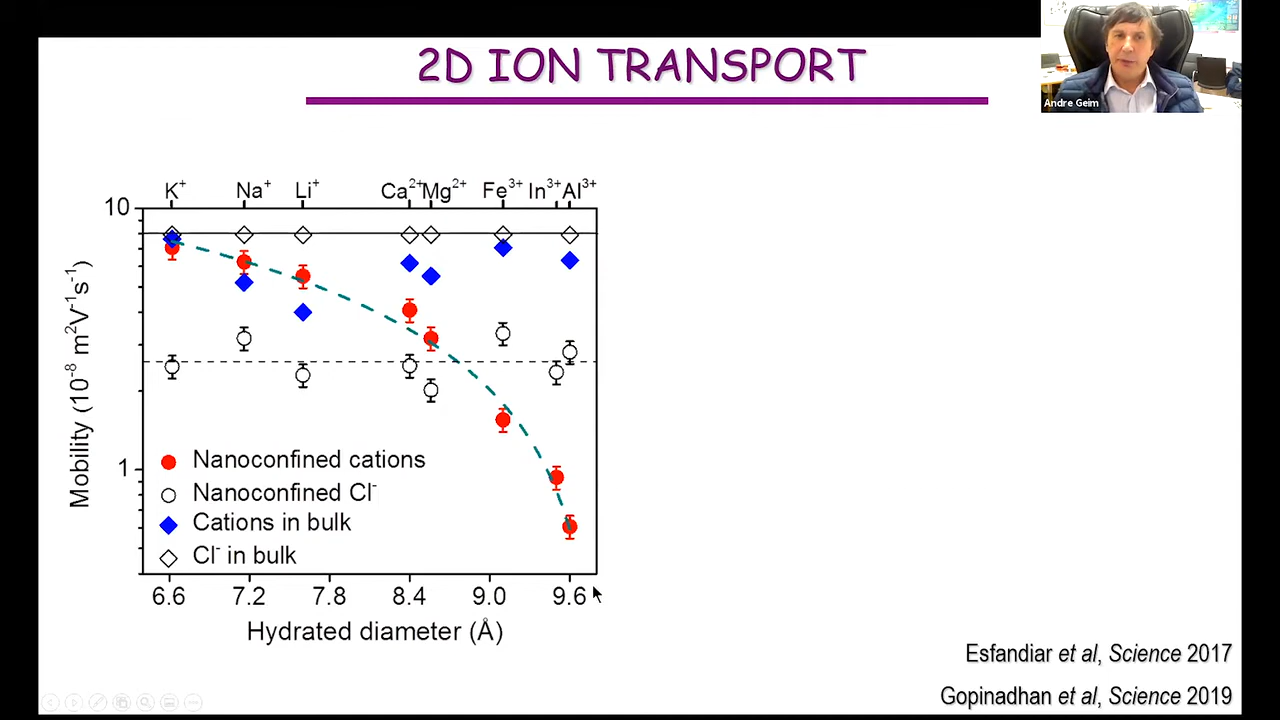 2D ION TRANSPORT
Andre Geim
K+ Na+ Li+ Ca2+ Mg2+ Fe3+ In3+ Al3+
10
1
Mobility (10-8 m2V-1s-1)
Nanoconfined cations
Nanoconfined Cl-
Cations in bulk
Cl- in bulk
6.6 7.2 7.8 8.4 9.0 9.6
Hydrated diameter (Å)
Esfandiar et al, Science 2017
Gopinadhan et al, Science 2019